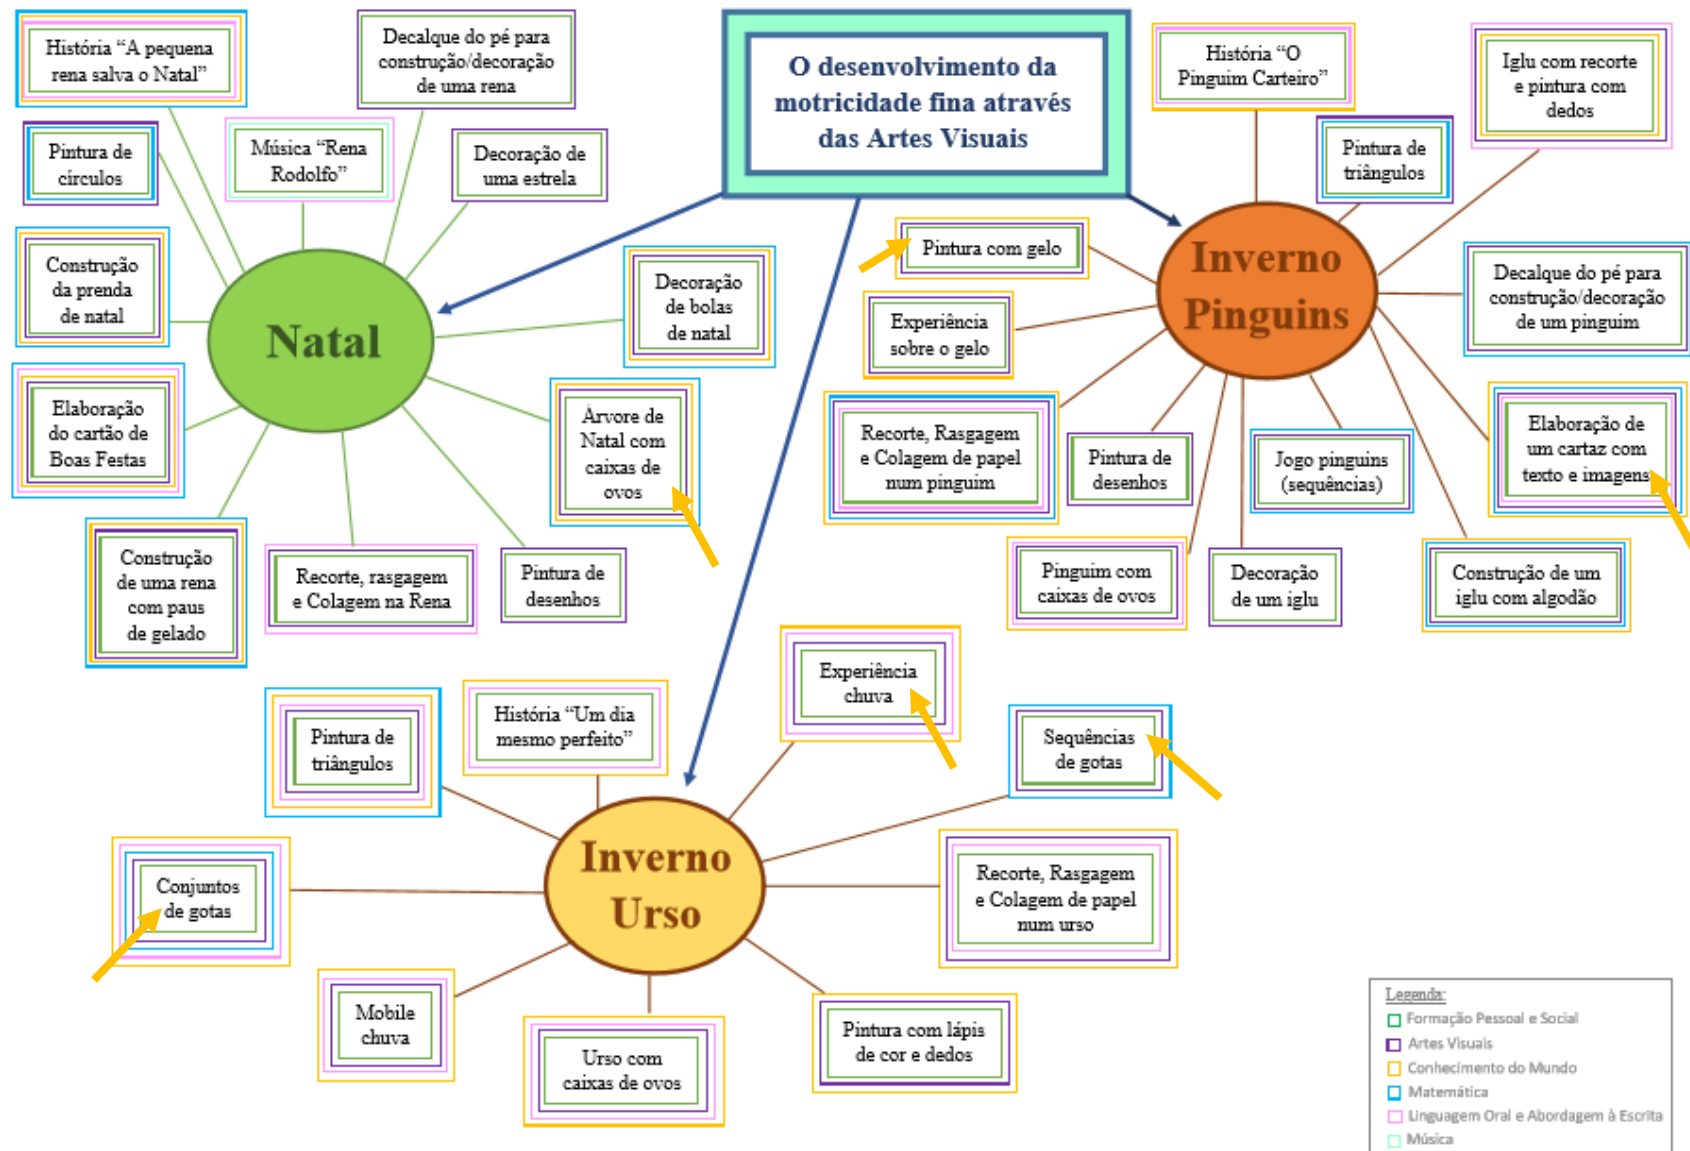 O desenvolvimento da
motricidade fina através
das Artes Visuais
História “A pequena
rena salva o Natal”
Decalque do pé para
construção/decoração
de uma rena
Pintura de
círculos
Música “Rena
Rodolfo”
Decoração de
uma estrela
Construção
da prenda
de natal
Natal
Decoração
de bolas
de natal
Elaboração
do cartão de
Boas Festas
Árvore de
Natal com
caixas de
ovos
Construção
de uma rena
com paus
de gelado
Recorte, rasgagem
e Colagem na Rena
Pintura de
desenhos
História “O
Pinguim Carteiro”
Iglu com recorte
e pintura com
dedos
Pintura de
triângulos
Pintura com gelo
Inverno
Pinguins
Decalque do pé para
construção/decoração
de um pinguim
Experiência
sobre o gelo
Recorte, Rasgagem
e Colagem de papel
num pinguim
Pintura de
desenhos
Jogo pinguins
(sequências)
Elaboração de
um cartaz com
texto e imagens
Pinguim com
caixas de ovos
Decoração
de um iglu
Construção de um
iglu com algodão
Pintura de
triângulos
História “Um dia
mesmo perfeito”
Experiência
chuva
Sequências
de gotas
Inverno
Urso
Conjuntos
de gotas
Recorte, Rasgagem
e Colagem de papel
num urso
Mobile
chuva
Urso com
caixas de ovos
Pintura com lápis
de cor e dedos
Legenda:
Formação Pessoal e Social
Artes Visuais
Conhecimento do Mundo
Matemática
Linguagem Oral e Abordagem à Escrita
Música